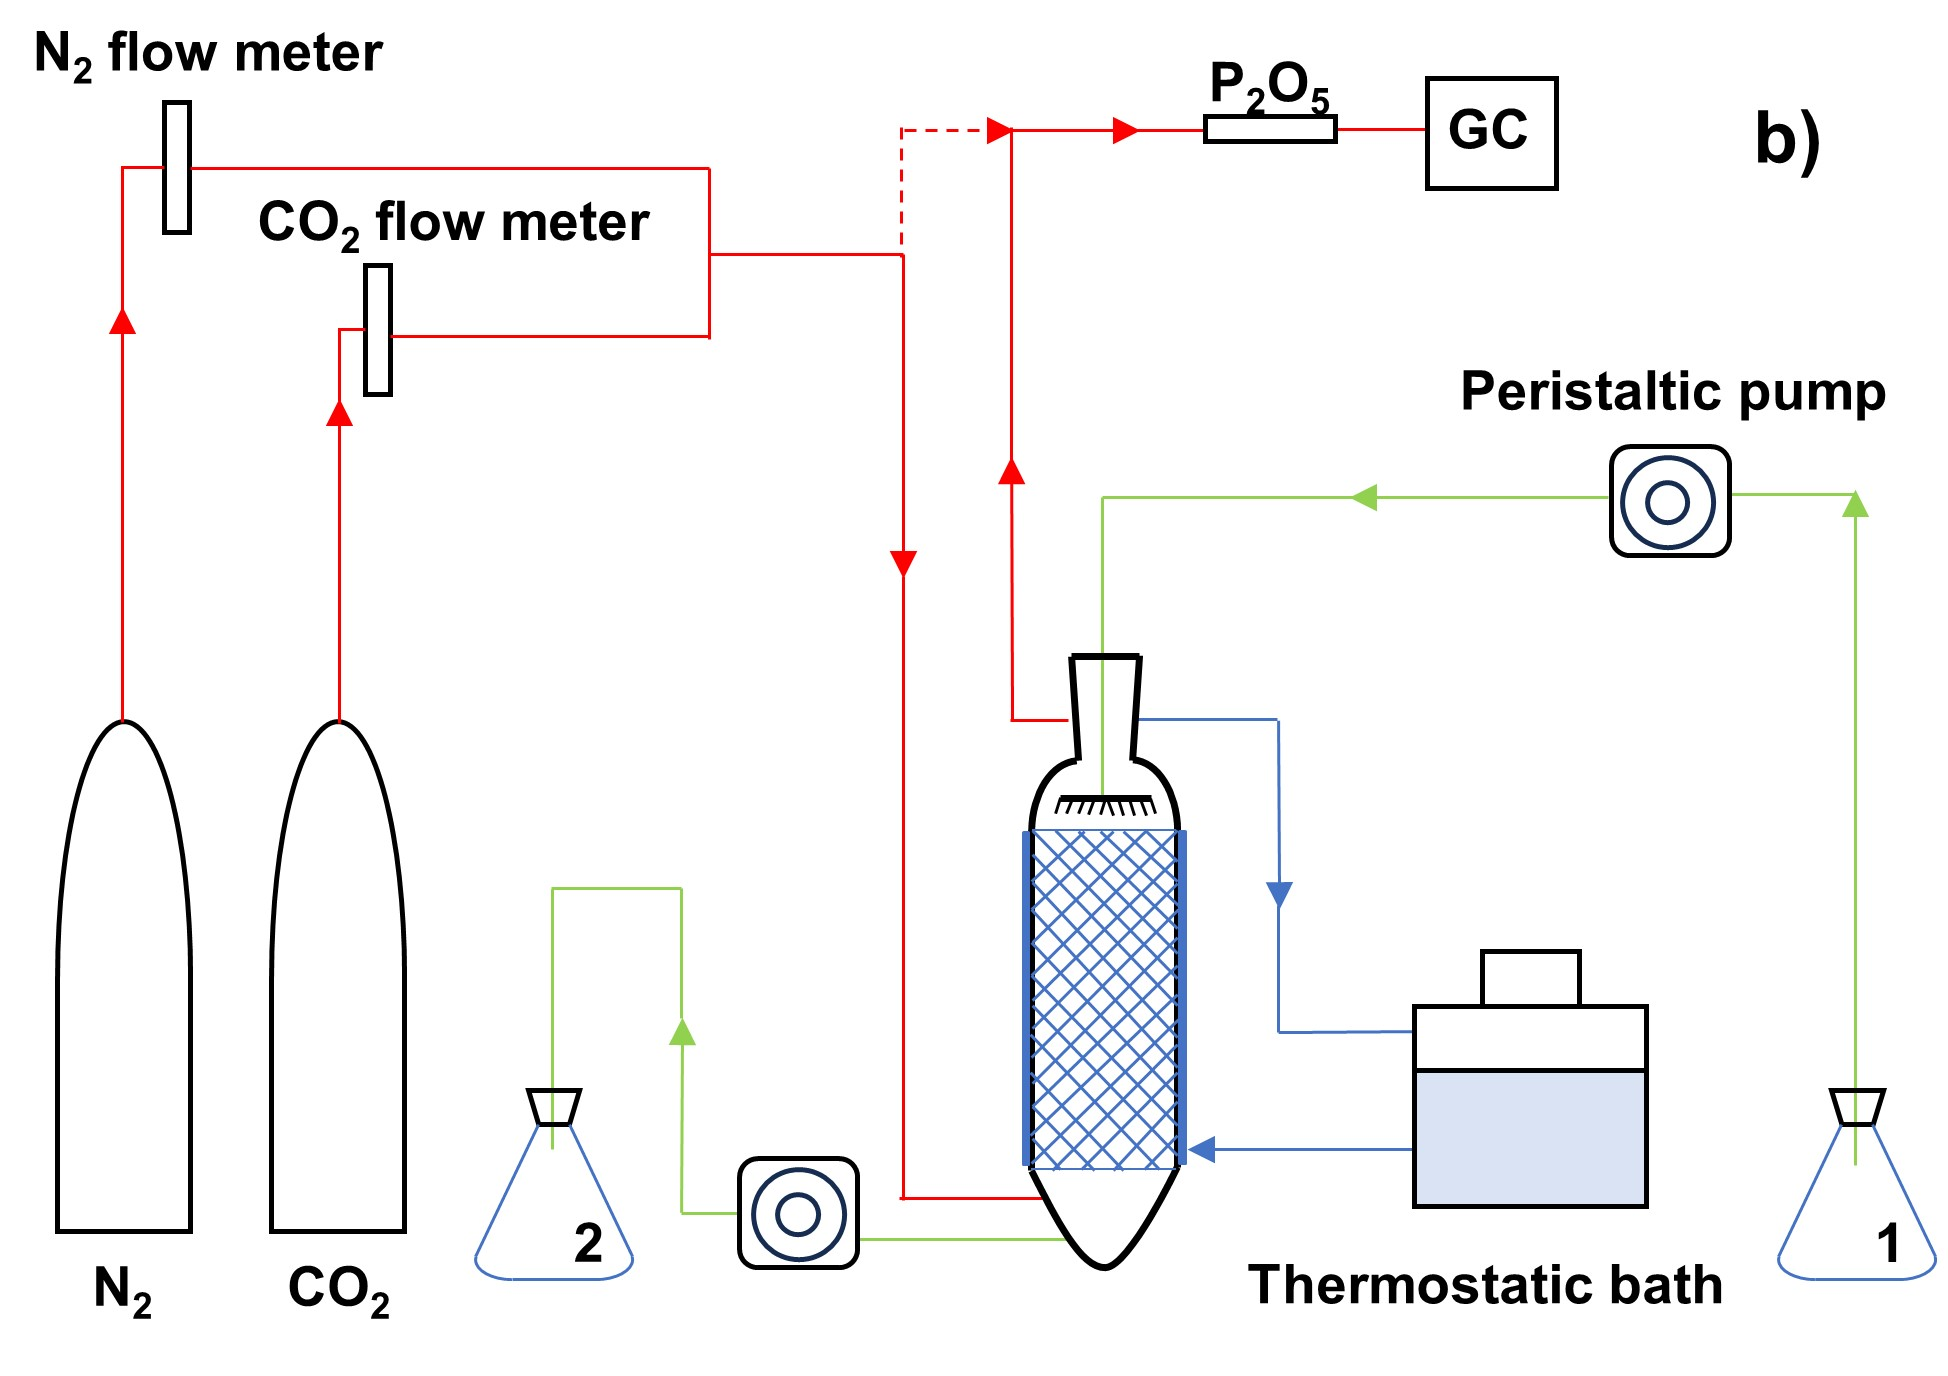 N₂ flow meter
P₂O₅
GC
b)
CO₂ flow meter
Peristaltic pump
2
1
N₂
CO₂
Thermostatic bath